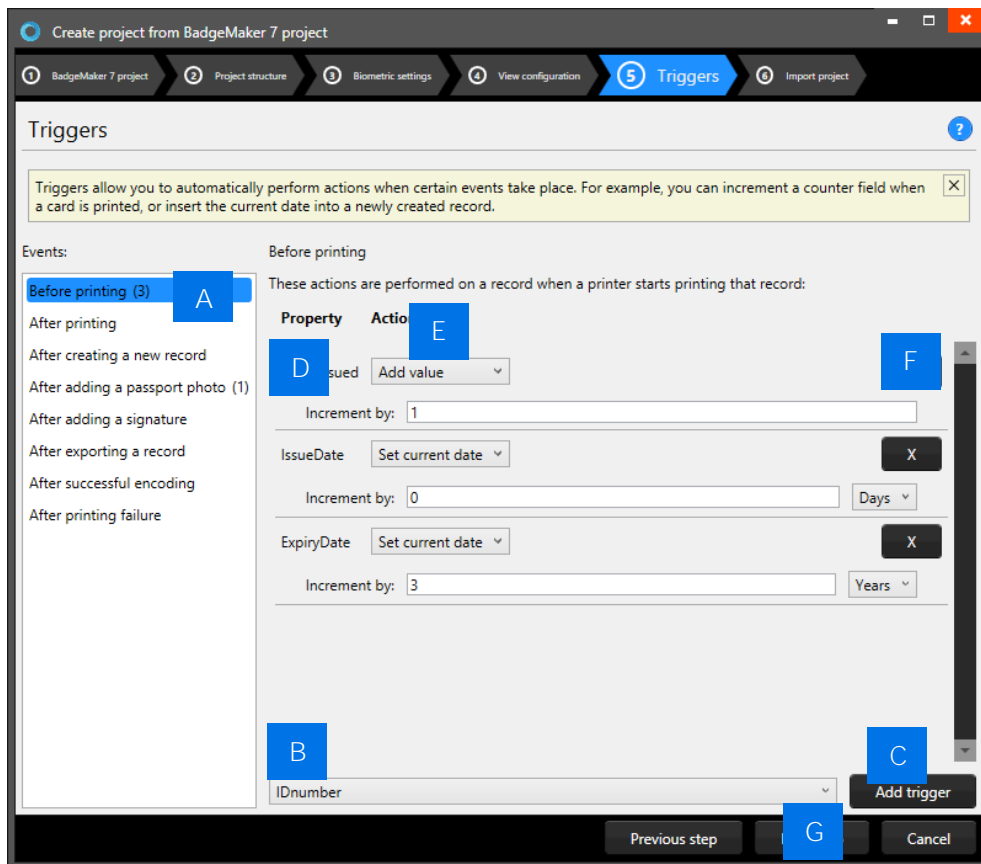 Create project from BadgeMaker 7 project
1 BadgeMaker 7 project 2 Project structure 3 Biometric settings 4 View configuration 5 Triggers 6 Import project
Triggers ?
Triggers allow you to automatically perform actions when certain events take place. For example, you can increment a counter field when
a card is printed, or insert the current date into a newly created record.
Events:
Before printing (3) A
After printing
After creating a new record
After adding a passport photo (1)
After adding a signature
After exporting a record
After successful encoding
After printing failure
Before printing
These actions are performed on a record when a printer starts printing that record:
Property Action E
D sued Add value F
Increment by: 1
IssueDate Set current date X
Increment by: 0 Days
ExpiryDate Set current date X
Increment by: 3 Years
B C
IDnumber Add trigger
Previous step G Cancel